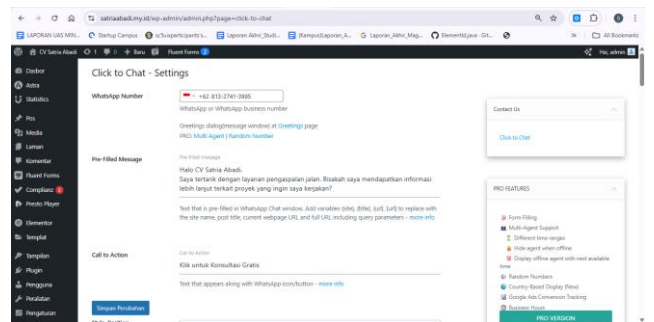 satriaabadi.my.id/wp-admin/admin.php?page=click-to-chat
LAPORAN UAS MIN...
Startup Campus
Laporan Akhir_Studi...
(Kampus)Laporan_A...
Laporan_Akhir_Mag...
All Bookmarks
CV Satria Abadi
1
0
+ Baru
Fluent Forms 2
Hai, admin
Dasbor
Astra
Statistics
Pos
Media
Laman
Komentar
Fluent Forms
Complianz
Presto Player
Elementor
Templat
Tampilan
Plugin
Pengguna
Peralatan
Pengaturan
Click to Chat - Settings
WhatsApp Number
+62 813-2741-3905
WhatsApp or WhatsApp business number
Greetings dialog(message window) at Greetings page
PRO: Multi Agent | Random Number
Pre-Filled Message
Pre-Filled message
Halo CV Satria Abadi.
Saya tertarik dengan layanan pengaspalan jalan. Bisakah saya mendapatkan informasi
lebih lanjut terkait proyek yang ingin saya kerjakan?
Text that is pre-filled in WhatsApp Chat window. Add variables {site}, {title}, {url}, [url] to replace with
the site name, post title, current webpage URL and full URL including query parameters - more info
Call to Action
Call to Action
Klik untuk Konsultasi Gratis
Text that appears along with WhatsApp icon/button - more info
Simpan Perubahan
Contact Us
Click to Chat
PRO FEATURES
Form Filling
Multi-Agent Support
Different time ranges
Hide agent when offline
Display offline agent with next available
time
Random Numbers
Country-Based Display (New)
Google Ads Conversion Tracking
Business Hours
PRO VERSION